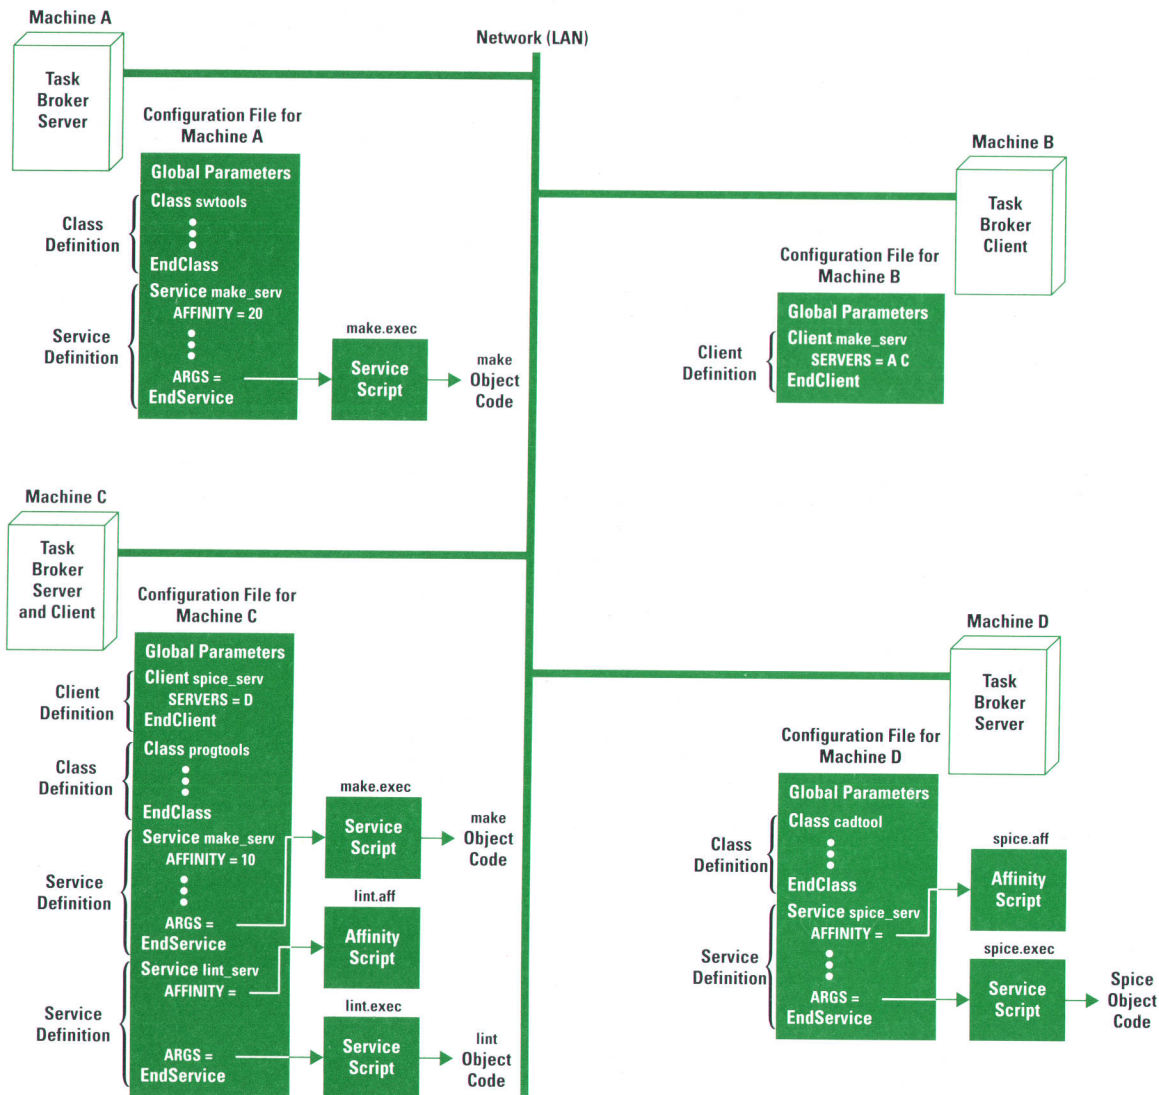 Machine A
Task
Broker
Server
Network (LAN)
Configuration File for
Machine A
Global Parameters
Class swtools
EndClass
Class
Definition
Service make_serv
AFFINITY = 20
ARGS =
EndService
Service
Definition
make.exec
Service
Script
make
Object
Code
Machine B
Task
Broker
Client
Configuration File for
Machine B
Global Parameters
Client make_serv
SERVERS = A C
EndClient
Client
Definition
Machine C
Task
Broker
Server
and Client
Configuration File for
Machine C
Global Parameters
Client spice_serv
SERVERS = D
EndClient
Client
Definition
Class progtools
EndClass
Class
Definition
Service make_serv
AFFINITY = 10
ARGS =
EndService
Service
Definition
make.exec
Service
Script
make
Object
Code
Service lint_serv
AFFINITY =
ARGS =
EndService
Service
Definition
lint.aff
Affinity
Script
lint.exec
Service
Script
lint
Object
Code
Machine D
Task
Broker
Server
Configuration File for
Machine D
Global Parameters
Class cadtool
EndClass
Class
Definition
Service spice_serv
AFFINITY =
ARGS =
EndService
Service
Definition
spice.aff
Affinity
Script
spice.exec
Service
Script
Spice
Object
Code